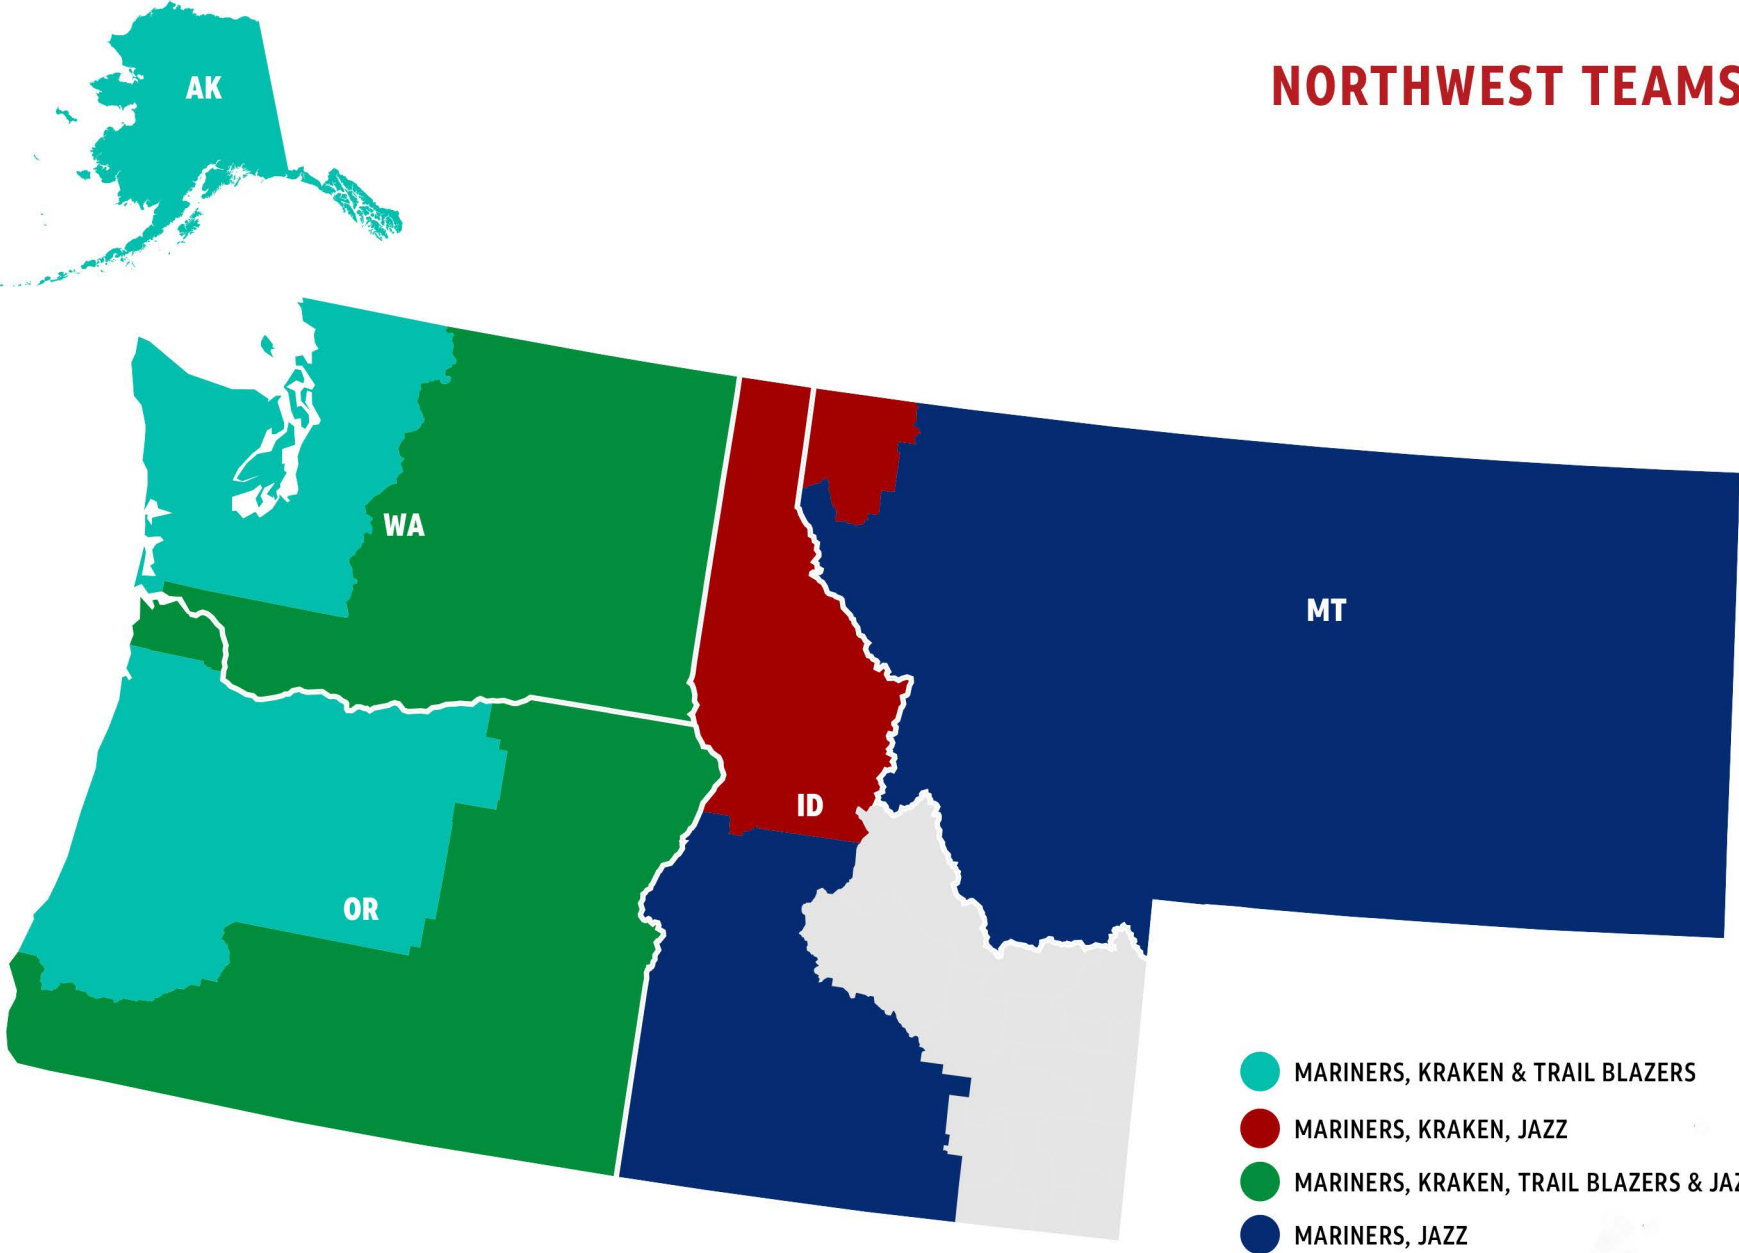 AK
NORTHWEST TEAMS
WA
MT
ID
OR
MARINERS, KRAKEN & TRAIL BLAZERS
MARINERS, KRAKEN, JAZZ
MARINERS, KRAKEN, TRAIL BLAZERS & JAZ
MARINERS, JAZZ